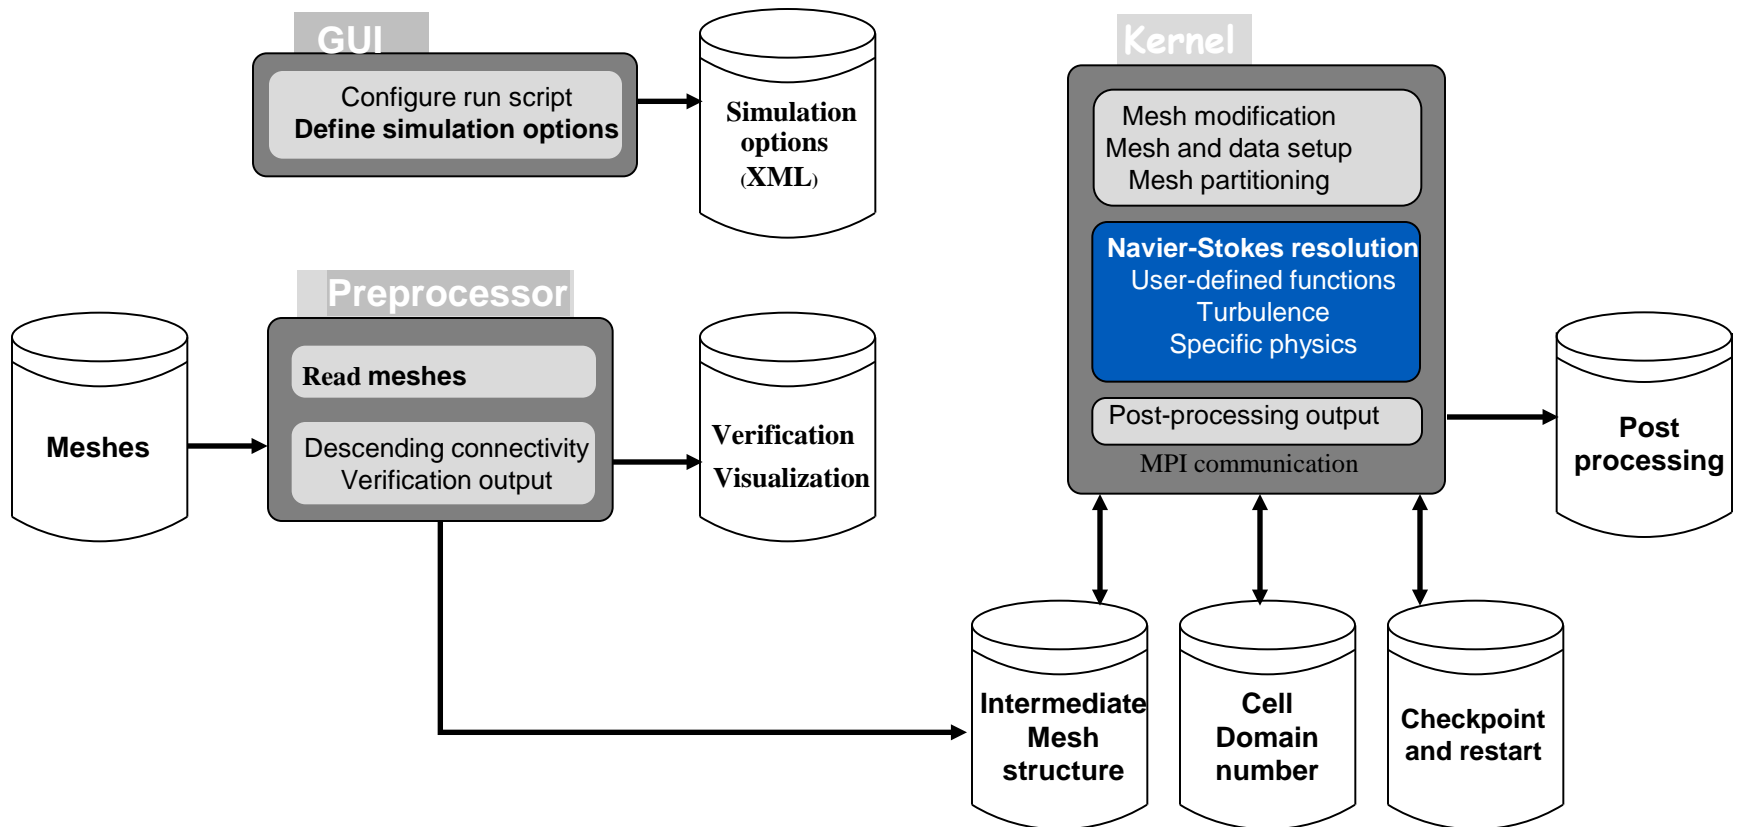 GUI
Configure run script
Define simulation options
Simulation
options
(XML)
Kernel
Mesh modification
Mesh and data setup
Mesh partitioning
Navier-Stokes resolution
User-defined functions
Turbulence
Specific physics
Post-processing output
MPI communication
Preprocessor
Meshes
Read meshes
Descending connectivity
Verification output
Verification
Visualization
Post
processing
Intermediate
Mesh
structure
Cell
Domain
number
Checkpoint
and restart